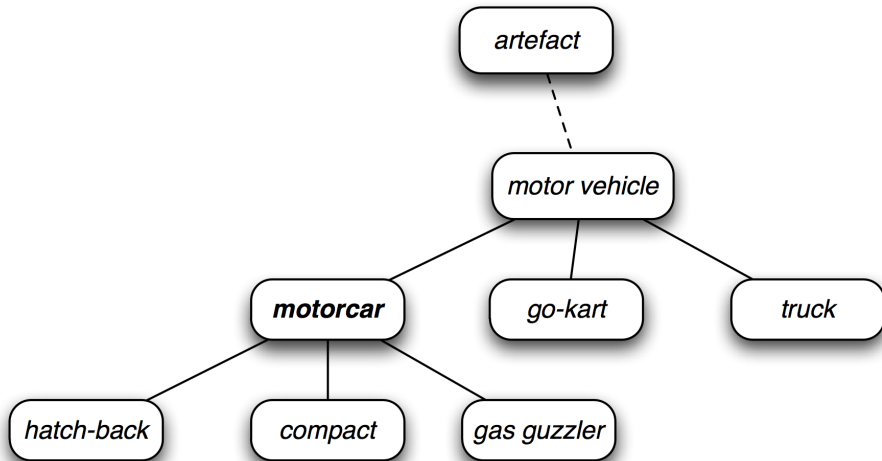 artefact
motor vehicle
motorcar
go-kart
truck
hatch-back
compact
gas guzzler